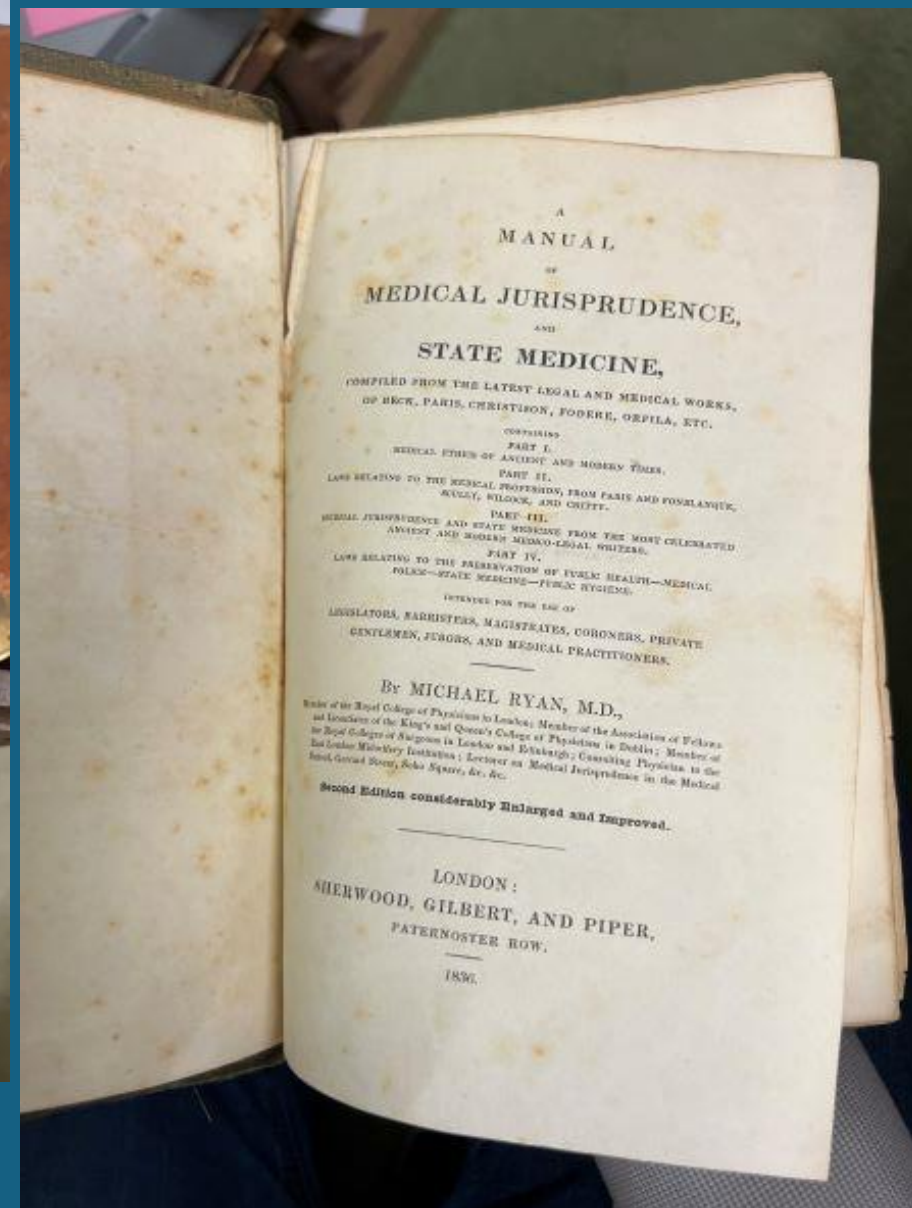 A
MANUAL
OF
MEDICAL JURISPRUDENCE,
AND
STATE MEDICINE,
COMPILED FROM THE LATEST LEGAL AND MEDICAL WORKS,
OF BECK, PARIS, CHRISTISON, FODERE, ORFILA, ETC.
CONTAINING
PART I.
MEDICAL ETHICS OF ANCIENT AND MODERN TIMES.
PART II.
LAWS RELATING TO THE MEDICAL PROFESSION, FROM PARIS AND FONBLANQUE,
SCULLY, WILCOCK, AND CHITTY.
PART III.
MEDICAL JURISPRUDENCE AND STATE MEDICINE FROM THE MOST CELEBRATED
ANCIENT AND MODERN MEDICO-LEGAL WRITERS.
PART IV.
LAWS RELATING TO THE PRESERVATION OF PUBLIC HEALTH—MEDICAL
POLICE—STATE MEDICINE—PUBLIC HYGIENE.
INTENDED FOR THE USE OF
LEGISLATORS, BARRISTERS, MAGISTRATES, CORONERS, PRIVATE
GENTLEMEN, JURORS, AND MEDICAL PRACTITIONERS.
By MICHAEL RYAN, M.D.,
Member of the Royal College of Physicians in London; Member of the Association of Fellows
and Licentiates of the King's and Queen's College of Physicians in Dublin; Member of
the Royal Colleges of Surgeons in London and Edinburgh; Consulting Physician to the
East London Midwifery Institution; Lecturer on Medical Jurisprudence in the Medical
School, Gerrard Street, Soho Square, &c. &c.
Second Edition considerably Enlarged and Improved.
LONDON:
SHERWOOD, GILBERT, AND PIPER,
PATERNOSTER ROW.
1836.